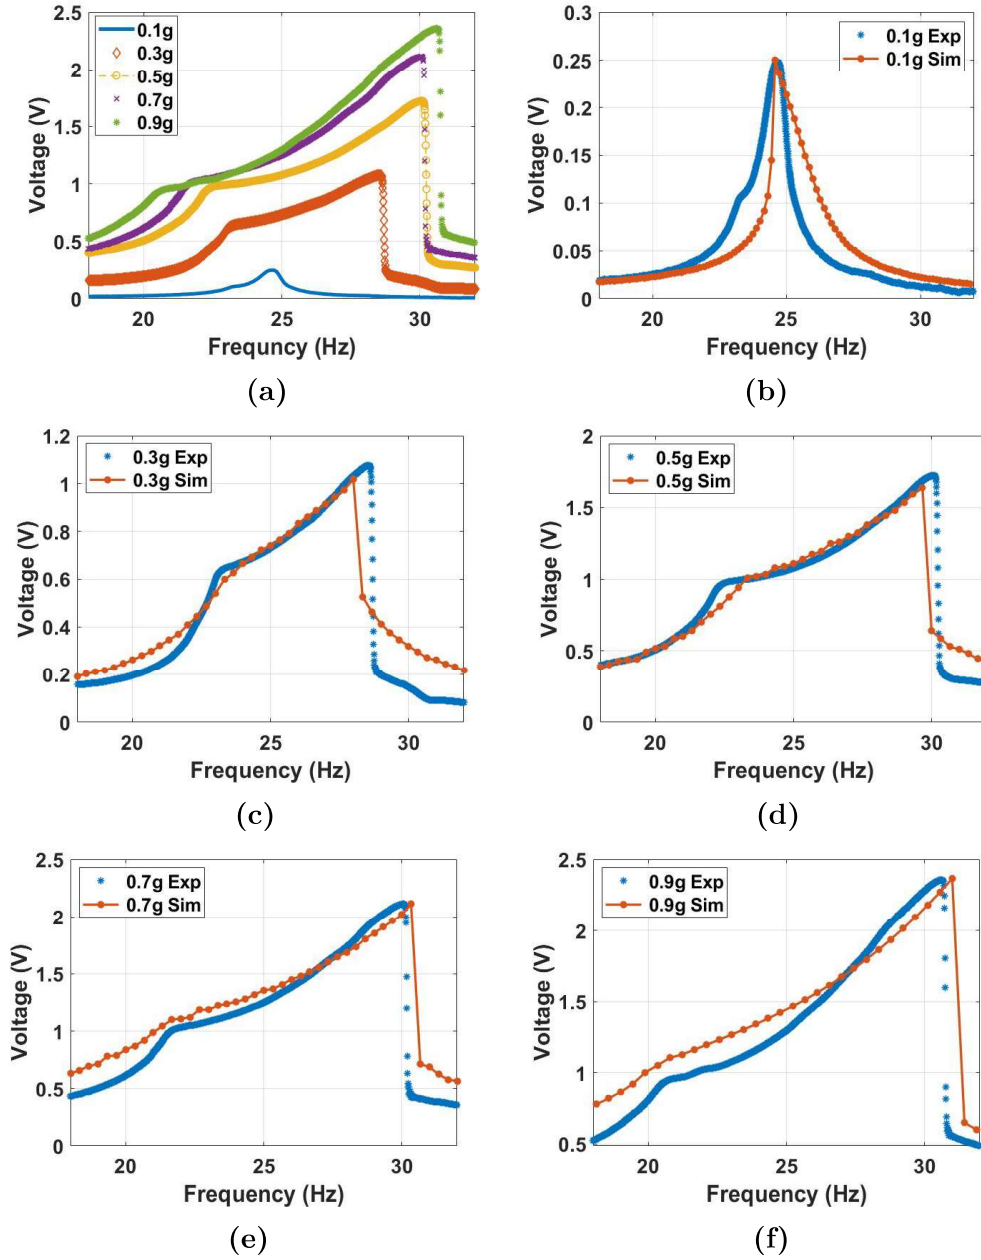 2.5
2
1.5
1
0.5
0
20
25
30
Voltage (V)
Frequncy (Hz)
0.1g
0.3g
0.5g
0.7g
0.9g
(a)
0.3
0.25
0.2
0.15
0.1
0.05
0
20
25
30
Voltage (V)
Frequency (Hz)
0.1g Exp
0.1g Sim
(b)
1.2
1
0.8
0.6
0.4
0.2
0
20
25
30
Voltage (V)
Frequency (Hz)
0.3g Exp
0.3g Sim
(c)
2
1.5
1
0.5
0
20
25
30
Voltage (V)
Frequency (Hz)
0.5g Exp
0.5g Sim
(d)
2.5
2
1.5
1
0.5
0
20
25
30
Voltage (V)
Frequency (Hz)
0.7g Exp
0.7g Sim
(e)
2.5
2
1.5
1
0.5
20
25
30
Voltage (V)
Frequency (Hz)
0.9g Exp
0.9g Sim
(f)